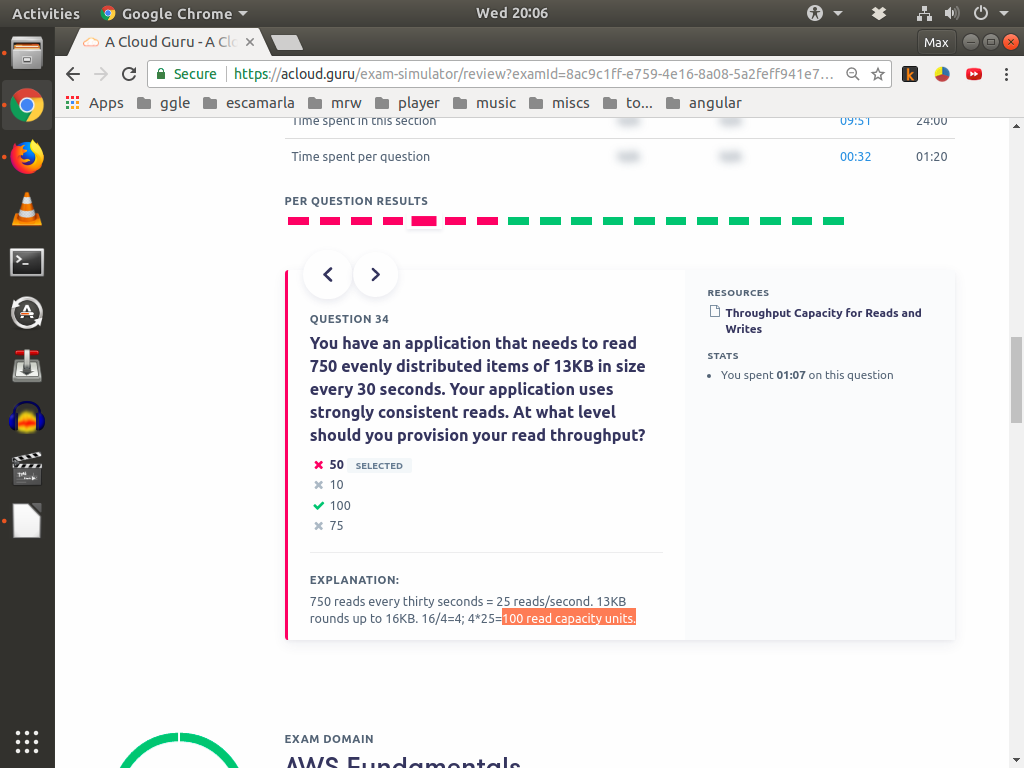 Activities Google Chrome Wed 20:06
A Cloud Guru - A Clo Max
Secure https://acloud.guru/exam-simulator/review?examId=8ac9c1ff-e759-4e16-8a08-5a2feff941e7...
Apps ggle escamarla mrw player music miscs to... angular
Time spent in this section 09:51 24:00
Time spent per question 00:32 01:20
PER QUESTION RESULTS
QUESTION 34
You have an application that needs to read
750 evenly distributed items of 13KB in size
every 30 seconds. Your application uses
strongly consistent reads. At what level
should you provision your read throughput?
50 SELECTED
10
100
75
EXPLANATION:
750 reads every thirty seconds = 25 reads/second. 13KB
rounds up to 16KB. 16/4=4; 4*25=100 read capacity units.
RESOURCES
Throughput Capacity for Reads and
Writes
STATS
You spent 01:07 on this question
EXAM DOMAIN
AWS Fundamentals